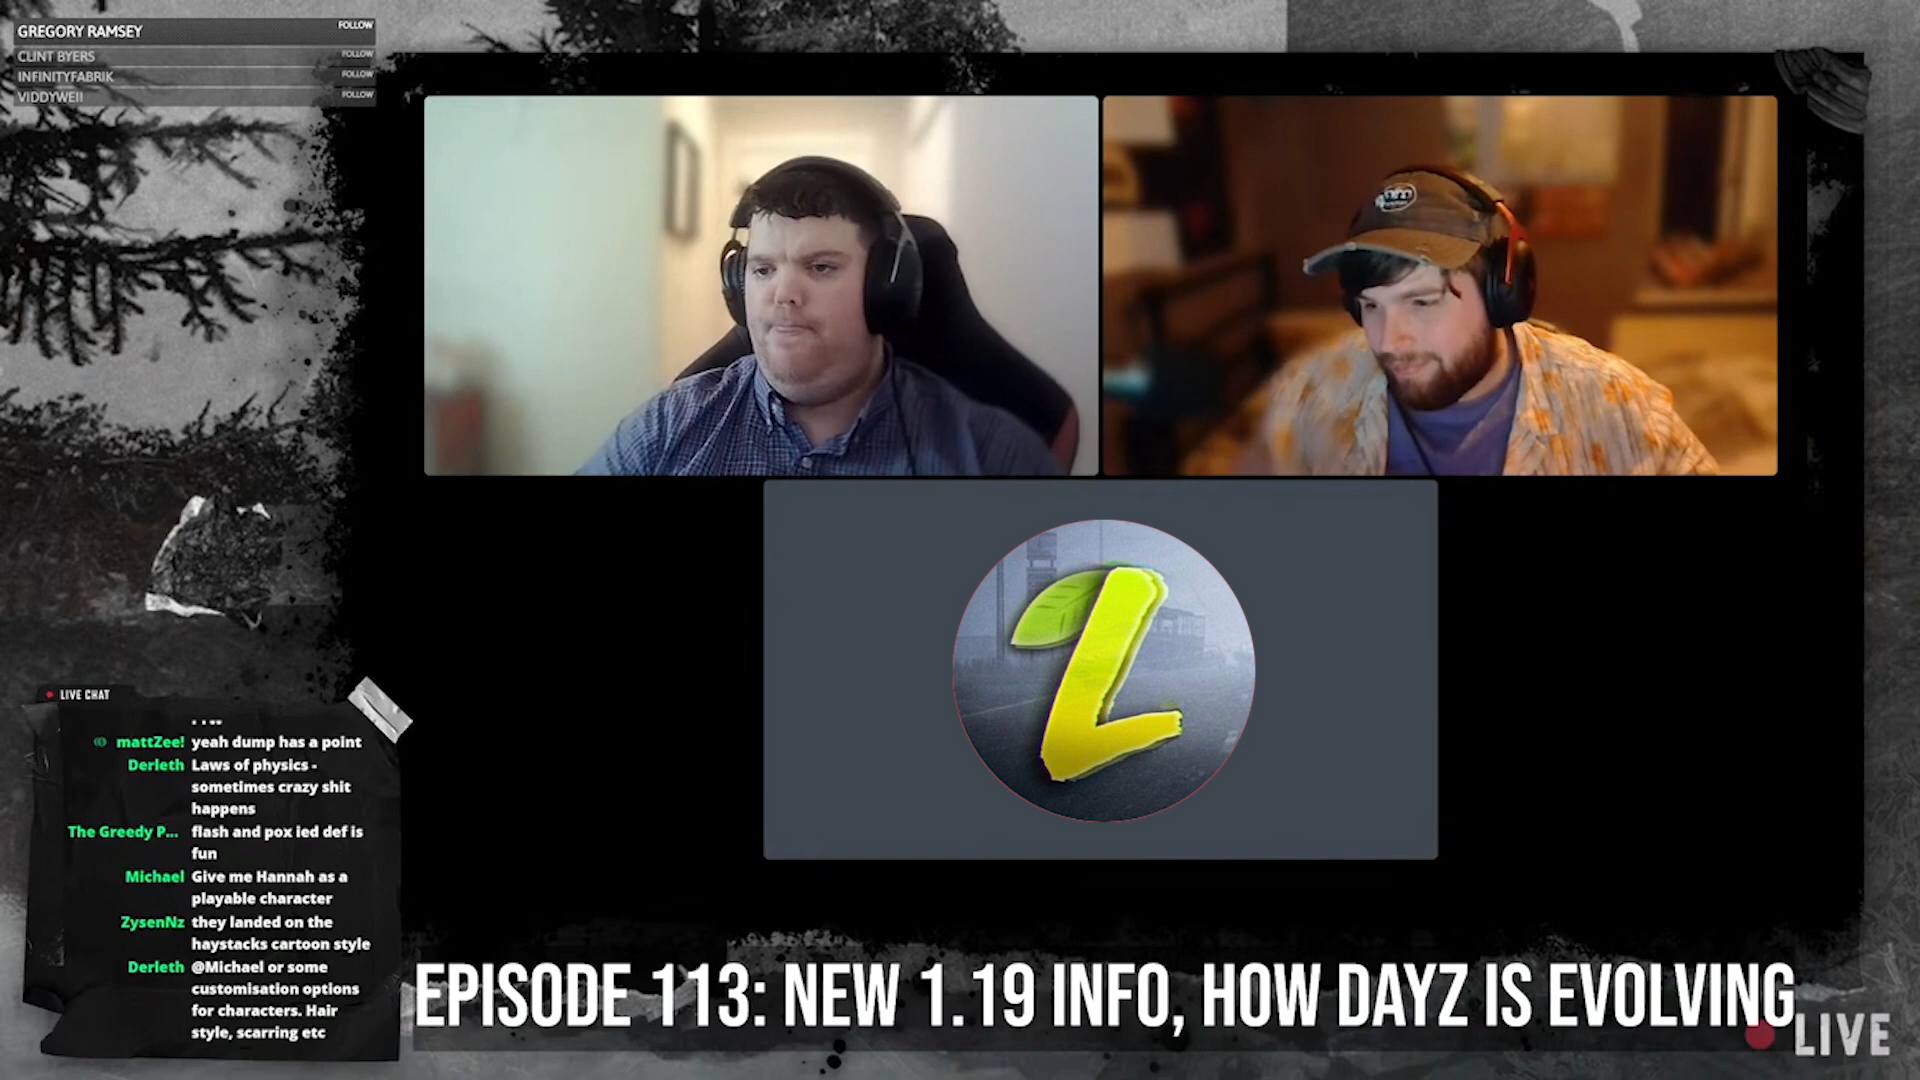 GREGORY RAMSEY FOLLOW
CLINT BYERS FOLLOW
INFINITYFABRIK FOLLOW
VIDDYWEII FOLLOW
LIVE CHAT
mattZee! yeah dump has a point
Derleth Laws of physics -
sometimes crazy shit
happens
The Greedy P... flash and pox ied def is
fun
Michael Give me Hannah as a
playable character
ZysenNz they landed on the
haystacks cartoon style
Derleth @Michael or some
customisation options
for characters. Hair
style, scarring etc
EPISODE 113: NEW 1.19 INFO, HOW DAYZ IS EVOLVING
LIVE